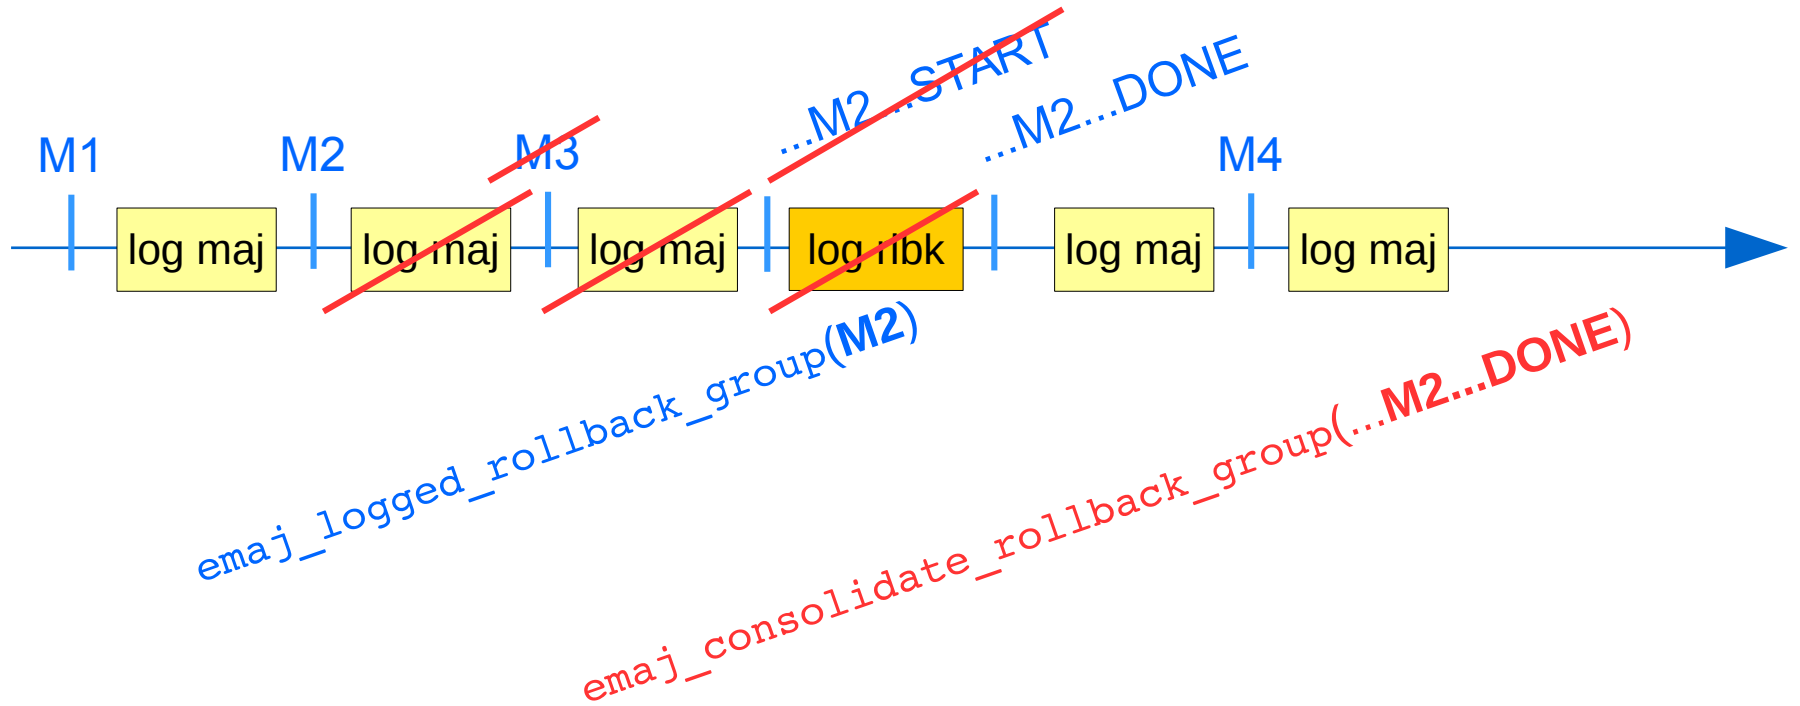 ...M2...START
...M2...DONE
M1
M2
M3
M4
log maj
log maj
log maj
log rlbk
log maj
log maj
emaj_logged_rollback_group(M2)
emaj_consolidate_rollback_group(...M2...DONE)